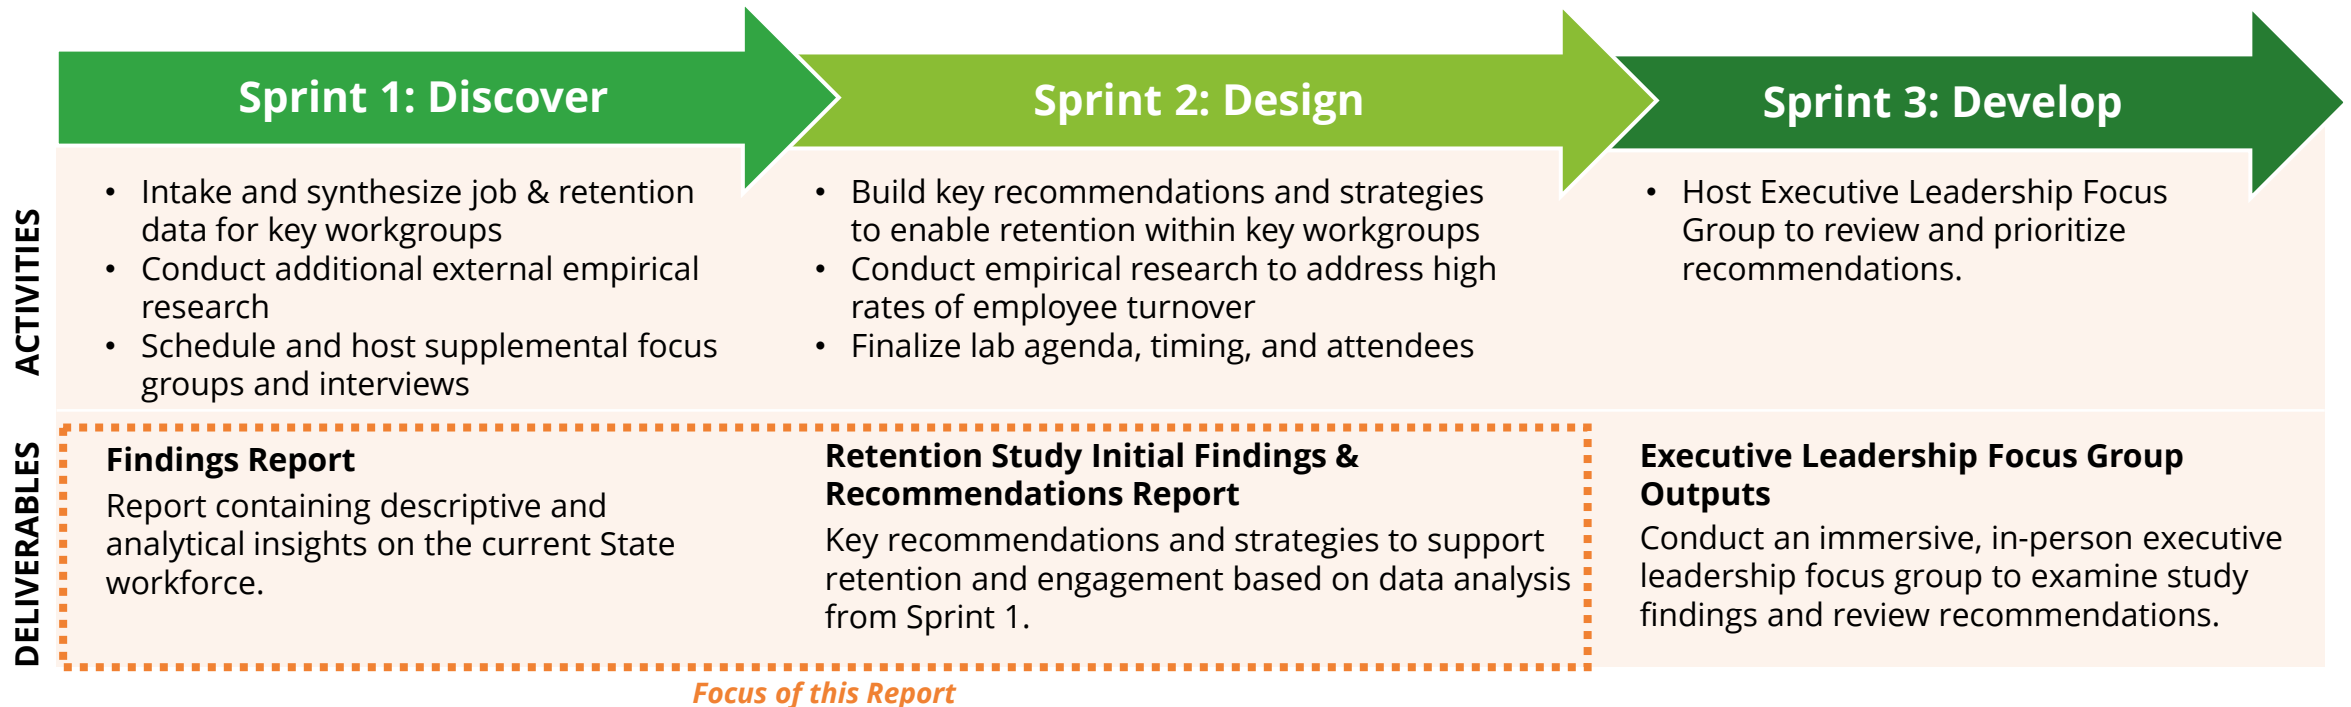 Sprint 1: Discover
Sprint 2: Design
Sprint 3: Develop
ACTIVITIES
• Intake and synthesize job & retention
data for key workgroups
• Conduct additional external empirical
research
• Schedule and host supplemental focus
groups and interviews
• Build key recommendations and strategies
to enable retention within key workgroups
• Conduct empirical research to address high
rates of employee turnover
• Finalize lab agenda, timing, and attendees
• Host Executive Leadership Focus
Group to review and prioritize
recommendations.
DELIVERABLES
Findings Report
Report containing descriptive and
analytical insights on the current State
workforce.
Retention Study Initial Findings &
Recommendations Report
Key recommendations and strategies to support
retention and engagement based on data analysis
from Sprint 1.
Executive Leadership Focus Group
Outputs
Conduct an immersive, in-person executive
leadership focus group to examine study
findings and review recommendations.
Focus of this Report